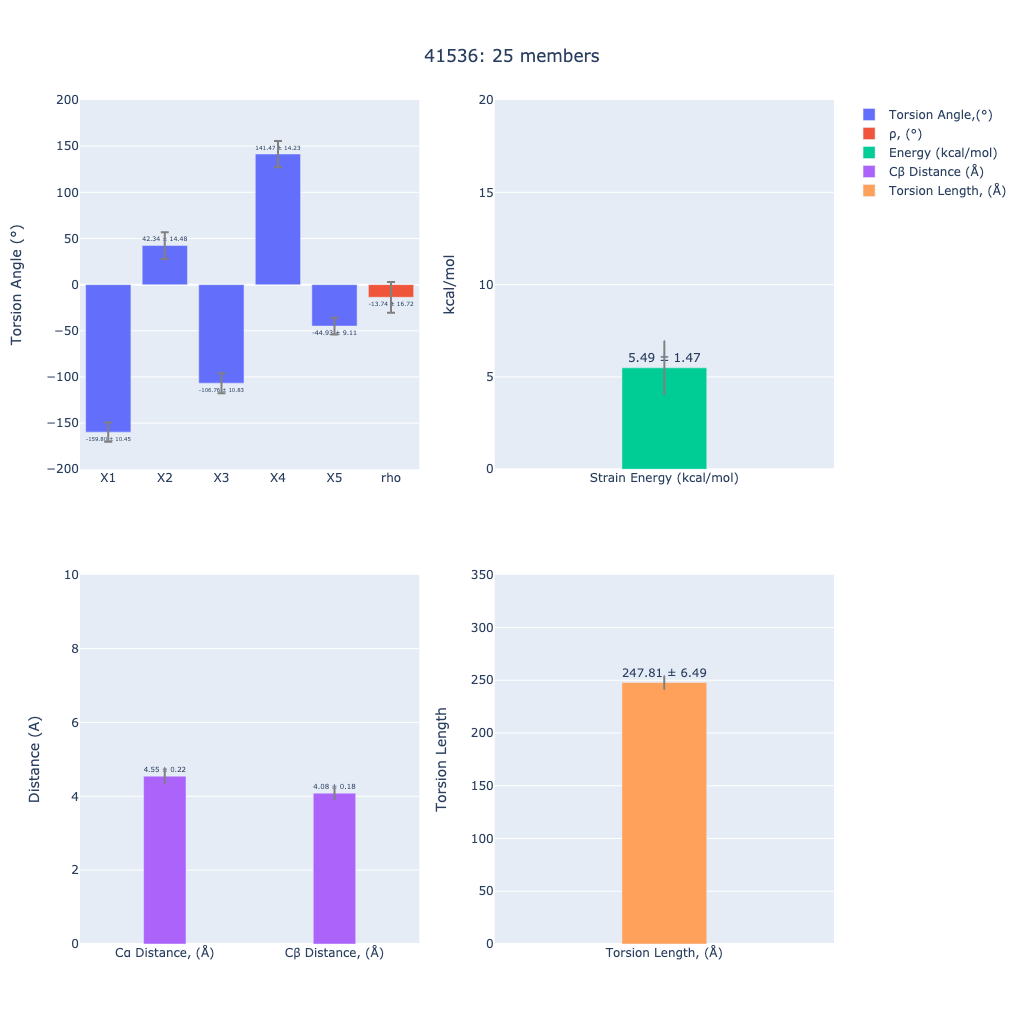 41536: 25 members
Torsion Angle (°)
200
150
100
50
0
−50
−100
−150
−200
141.47 ± 14.23
42.34 ± 14.48
-13.74 ± 16.72
-44.93 ± 9.11
-106.76 ± 10.83
-159.80 ± 10.45
X1 X2 X3 X4 X5 rho
kcal/mol
20
15
10
5
0
5.49 ± 1.47
Strain Energy (kcal/mol)
Torsion Angle,(°)
ρ, (°)
Energy (kcal/mol)
Cβ Distance (Å)
Torsion Length, (Å)
Distance (A)
10
8
6
4
2
0
4.55 ± 0.22
4.08 ± 0.18
Cα Distance, (Å) Cβ Distance, (Å)
Torsion Length
350
300
250
200
150
100
50
0
247.81 ± 6.49
Torsion Length, (Å)